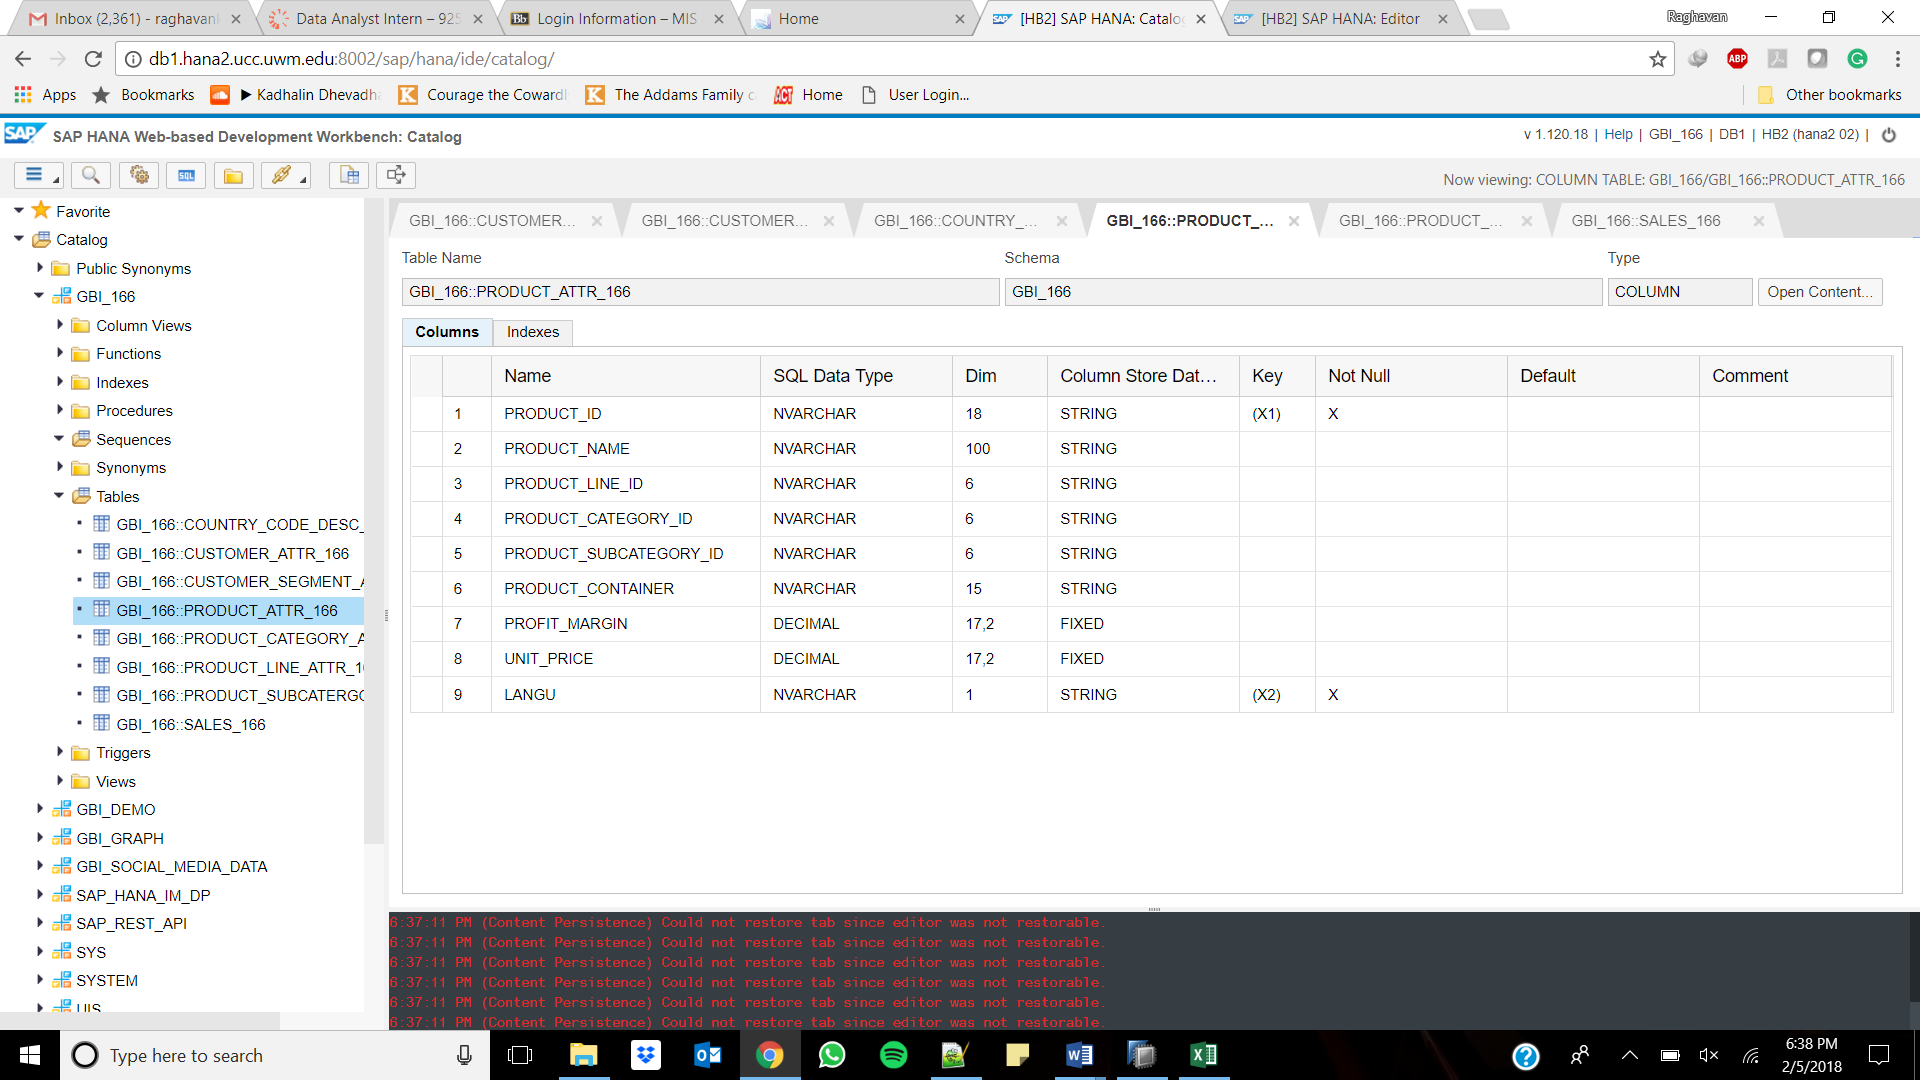 Inbox (2,361) - raghavan
Data Analyst Intern – 925
Login Information – MIS
Home
[HB2] SAP HANA: Catalo
[HB2] SAP HANA: Editor
Raghavan
db1.hana2.ucc.uwm.edu:8002/sap/hana/ide/catalog/
ABP
Apps
Bookmarks
▶ Kadhalin Dhevadha
Courage the Coward
The Addams Family
Home
User Login...
Other bookmarks
SAP
SAP HANA Web-based Development Workbench: Catalog
v 1.120.18 | Help | GBI_166 | DB1 | HB2 (hana2 02) |
SQL
Now viewing: COLUMN TABLE: GBI_166/GBI_166::PRODUCT_ATTR_166
Favorite
Catalog
Public Synonyms
GBI_166
Column Views
Functions
Indexes
Procedures
Sequences
Synonyms
Tables
GBI_166::COUNTRY_CODE_DESC_
GBI_166::CUSTOMER_ATTR_166
GBI_166::CUSTOMER_SEGMENT_A
GBI_166::PRODUCT_ATTR_166
GBI_166::PRODUCT_CATEGORY_A
GBI_166::PRODUCT_LINE_ATTR_1
GBI_166::PRODUCT_SUBCATERGO
GBI_166::SALES_166
Triggers
Views
GBI_DEMO
GBI_GRAPH
GBI_SOCIAL_MEDIA_DATA
SAP_HANA_IM_DP
SAP_REST_API
SYS
SYSTEM
UIS
GBI_166::CUSTOMER...
GBI_166::CUSTOMER...
GBI_166::COUNTRY_...
GBI_166::PRODUCT_...
GBI_166::PRODUCT_...
GBI_166::SALES_166
Table Name
Schema
Type
GBI_166::PRODUCT_ATTR_166
GBI_166
COLUMN
Open Content...
Columns
Indexes
Name SQL Data Type Dim Column Store Dat... Key Not Null Default Comment
1 PRODUCT_ID NVARCHAR 18 STRING (X1) X
2 PRODUCT_NAME NVARCHAR 100 STRING
3 PRODUCT_LINE_ID NVARCHAR 6 STRING
4 PRODUCT_CATEGORY_ID NVARCHAR 6 STRING
5 PRODUCT_SUBCATEGORY_ID NVARCHAR 6 STRING
6 PRODUCT_CONTAINER NVARCHAR 15 STRING
7 PROFIT_MARGIN DECIMAL 17,2 FIXED
8 UNIT_PRICE DECIMAL 17,2 FIXED
9 LANGU NVARCHAR 1 STRING (X2) X
6:37:11 PM (Content Persistence) Could not restore tab since editor was not restorable.
6:37:11 PM (Content Persistence) Could not restore tab since editor was not restorable.
6:37:11 PM (Content Persistence) Could not restore tab since editor was not restorable.
6:37:11 PM (Content Persistence) Could not restore tab since editor was not restorable.
6:37:11 PM (Content Persistence) Could not restore tab since editor was not restorable.
6:37:11 PM (Content Persistence) Could not restore tab since editor was not restorable.
Type here to search
6:38 PM
2/5/2018